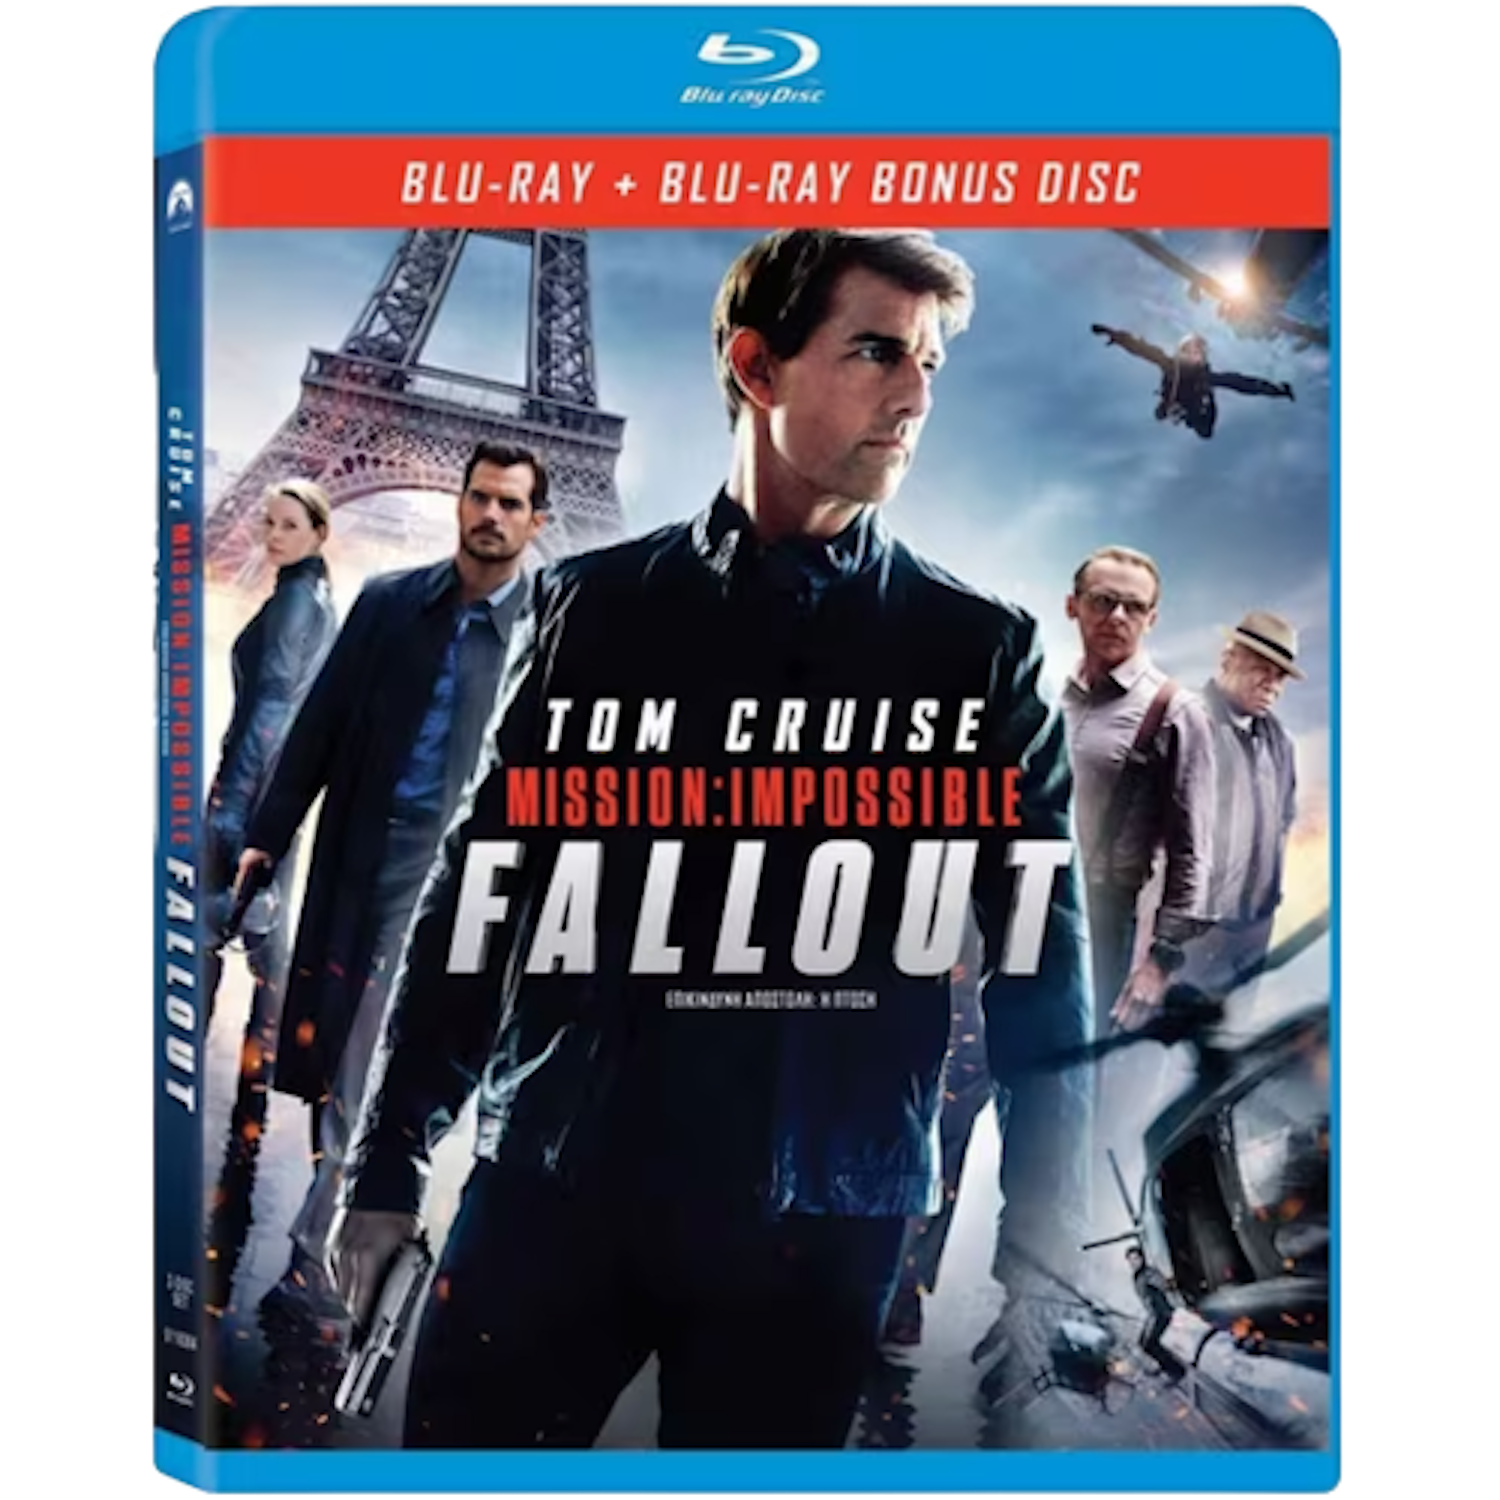 Blu-ray Disc
BLU-RAY + BLU-RAY BONUS DISC
TOM CRUISE
MISSION:IMPOSSIBLE
FALLOUT
ΕΠΙΚΙΝΔΥΝΗ ΑΠΟΣΤΟΛΗ: Η ΠΤΩΣΗ
TOM
CRUISE
MISSION:IMPOSSIBLE
FALLOUT